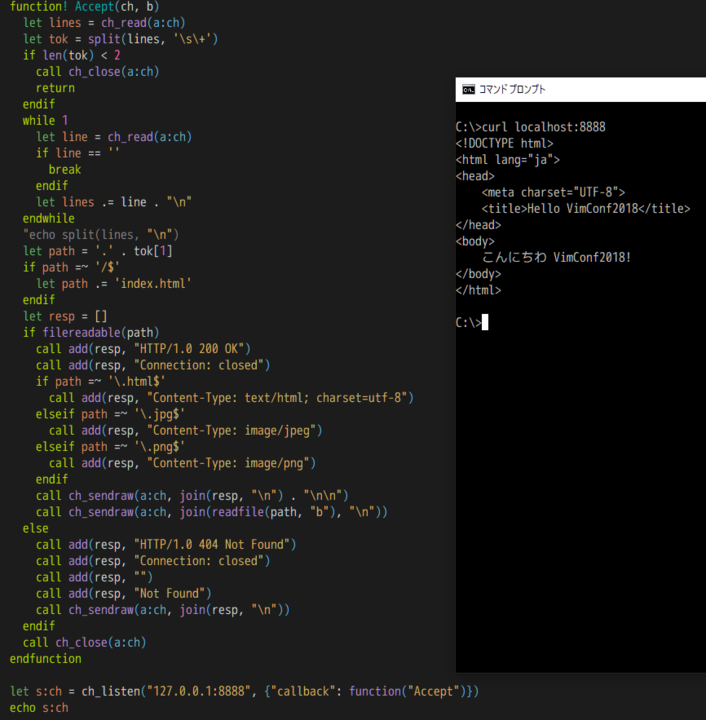 function! Accept(ch, b)
  let lines = ch_read(a:ch)
  let tok = split(lines, '\s\+')
  if len(tok) < 2
    call ch_close(a:ch)
    return
  endif
  while 1
    let line = ch_read(a:ch)
    if line == ''
      break
    endif
    let lines .= line . "\n"
  endwhile
  "echo split(lines, "\n")
  let path = '.' . tok[1]
  if path =~ '/$'
    let path .= 'index.html'
  endif
  let resp = []
  if filereadable(path)
    call add(resp, "HTTP/1.0 200 OK")
    call add(resp, "Connection: closed")
    if path =~ '\.html$'
      call add(resp, "Content-Type: text/html; charset=utf-8")
    elseif path =~ '\.jpg$'
      call add(resp, "Content-Type: image/jpeg")
    elseif path =~ '\.png$'
      call add(resp, "Content-Type: image/png")
    endif
    call ch_sendraw(a:ch, join(resp, "\n") . "\n\n")
    call ch_sendraw(a:ch, join(readfile(path, "b"), "\n"))
  else
    call add(resp, "HTTP/1.0 404 Not Found")
    call add(resp, "Connection: closed")
    call add(resp, "")
    call add(resp, "Not Found")
    call ch_sendraw(a:ch, join(resp, "\n"))
  endif
  call ch_close(a:ch)
endfunction

let s:ch = ch_listen("127.0.0.1:8888", {"callback": function("Accept")})
echo s:ch
コマンド プロンプト
C:\>curl localhost:8888
<!DOCTYPE html>
<html lang="ja">
<head>
    <meta charset="UTF-8">
    <title>Hello VimConf2018</title>
</head>
<body>
    こんにちわ VimConf2018!
</body>
</html>

C:\>